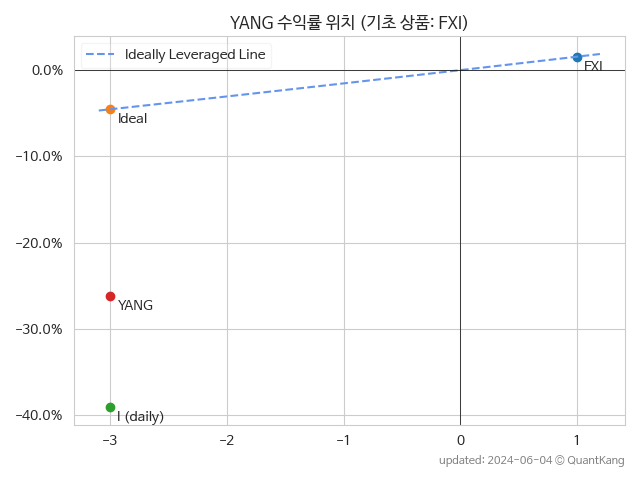 YANG 수익률 위치 (기초 상품: FXI)
Ideally Leveraged Line
0.0%
−10.0%
−20.0%
−30.0%
−40.0%
FXI
Ideal
YANG
I (daily)
−3
−2
−1
0
1
updated: 2024-06-04 © QuantKang